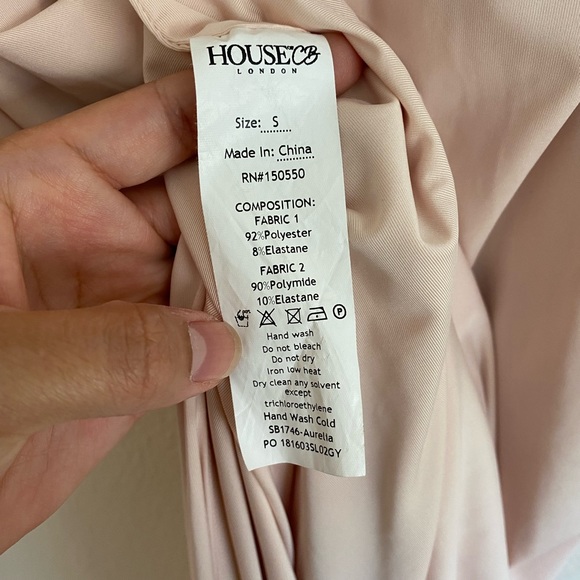 HOUSE OF CB
LONDON
Size: S
Made In: China
RN#150550
COMPOSITION:
FABRIC 1
92%Polyester
8%Elastane
FABRIC 2
90%Polymide
10%Elastane
P
Hand wash
Do not bleach
Do not dry
Iron low heat
Dry clean any solvent
except
trichloroethylene
Hand Wash Cold
SB1746-Aurelia
PO 181603SL02GY